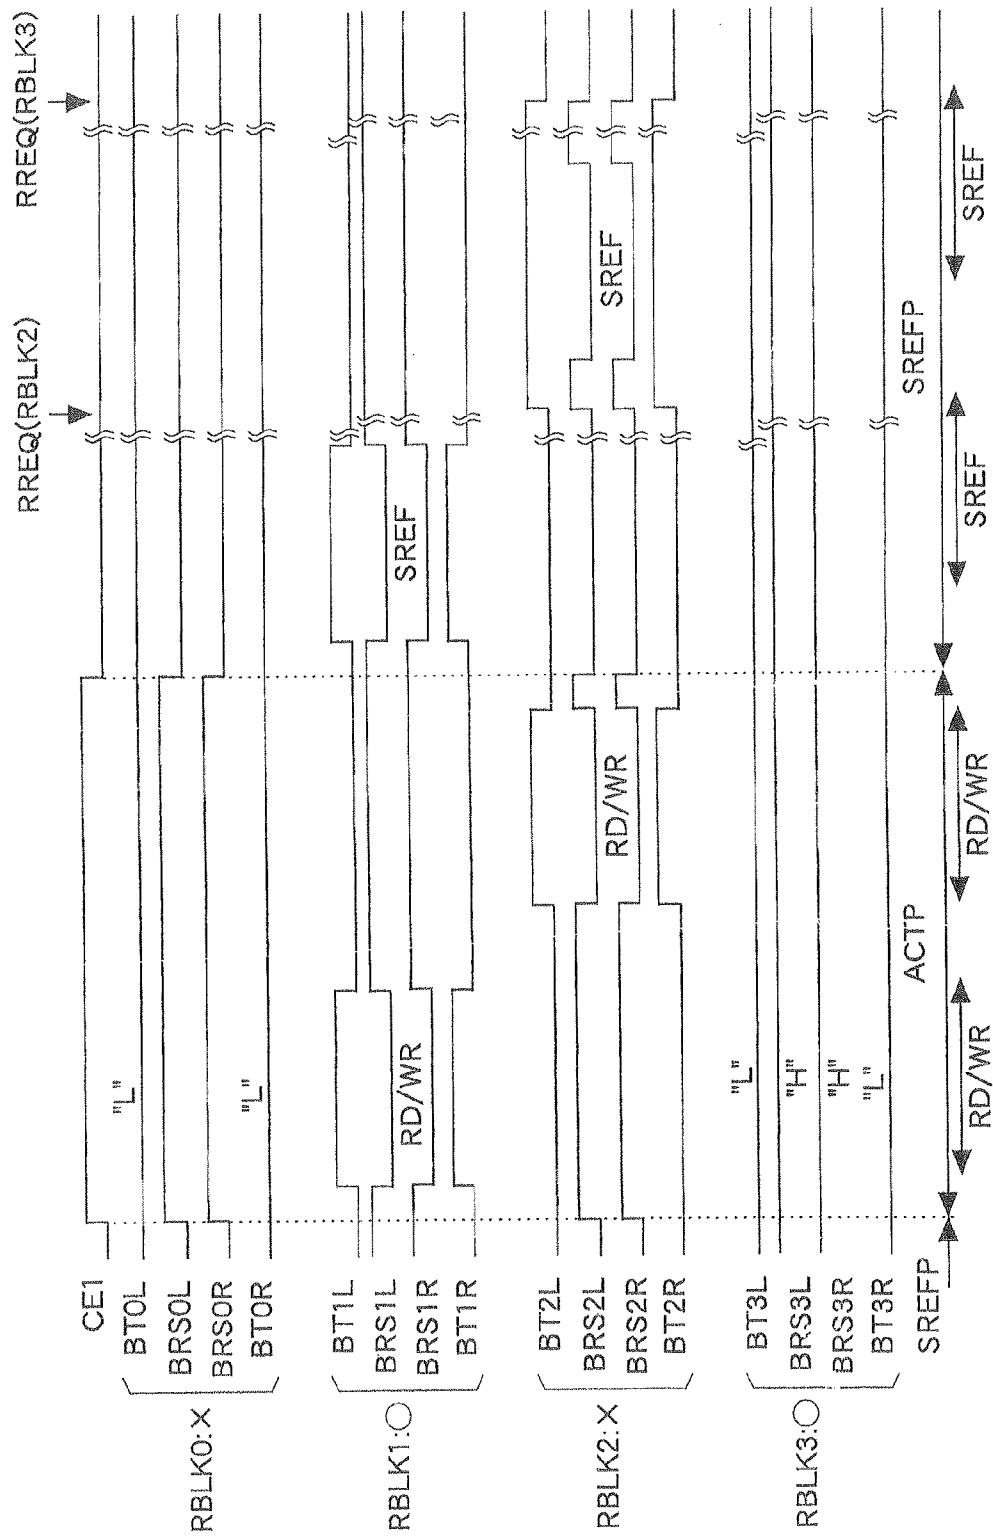 RREQ(RBLK2)
RREQ(RBLK3)
CE1
RBLK0:X
BT0L
"L"
BRS0L
BRS0R
BT0R
"L"
RBLK1:○
BT1L
BRS1L
RD/WR
SREF
BRS1R
BT1R
RBLK2:X
BT2L
BRS2L
RD/WR
SREF
BRS2R
BT2R
RBLK3:○
BT3L
"L"
BRS3L
"H"
BRS3R
"H"
BT3R
"L"
SREFP
ACTP
SREFP
RD/WR
RD/WR
SREF
SREF